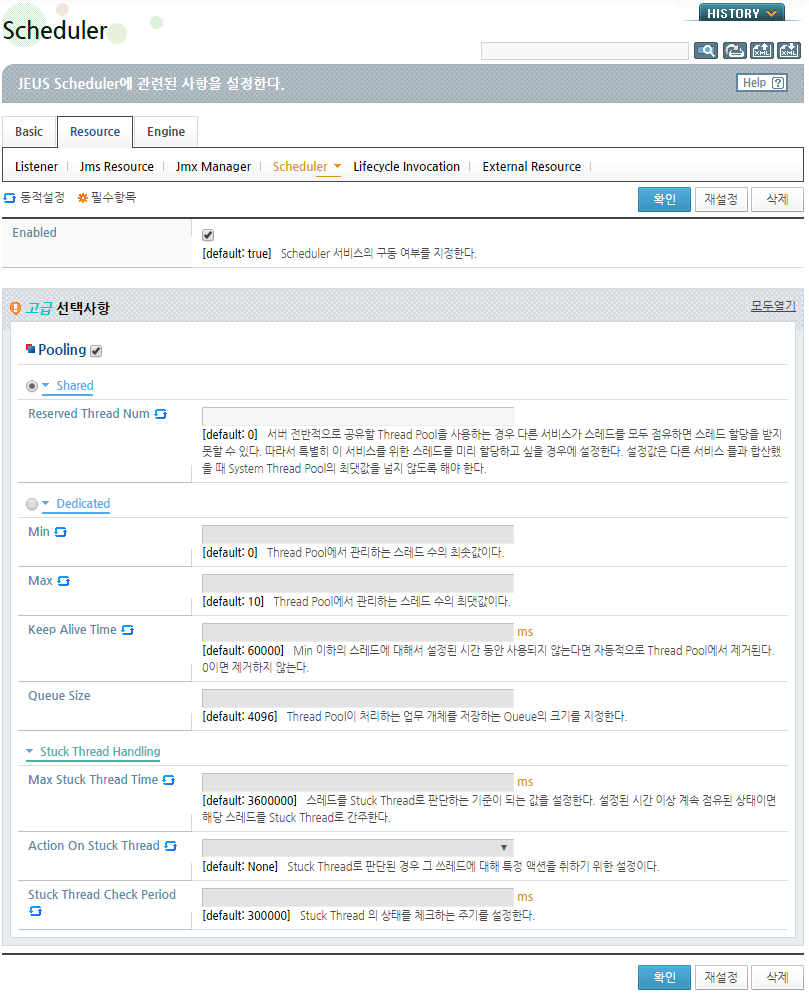 HISTORY
Scheduler
JEUS Scheduler에 관련된 사항을 설정한다.
Help
Basic
Resource
Engine
Listener
Jms Resource
Jmx Manager
Scheduler
Lifecycle Invocation
External Resource
동적설정
필수항목
확인
재설정
삭제
Enabled
[default: true] Scheduler 서비스의 구동 여부를 지정한다.
고급 선택사항
모두열기
Pooling
Shared
Reserved Thread Num
[default: 0] 서버 전반적으로 공유할 Thread Pool을 사용하는 경우 다른 서비스가 스레드를 모두 점유하면 스레드 할당을 받지
못할 수 있다. 따라서 특별히 이 서비스를 위한 스레드를 미리 할당하고 싶을 경우에 설정한다. 설정값은 다른 서비스 들과 합산했
을 때 System Thread Pool의 최댓값을 넘지 않도록 해야 한다.
Dedicated
Min
[default: 0] Thread Pool에서 관리하는 스레드 수의 최솟값이다.
Max
[default: 10] Thread Pool에서 관리하는 스레드 수의 최댓값이다.
Keep Alive Time
ms
[default: 60000] Min 이하의 스레드에 대해서 설정된 시간 동안 사용되지 않는다면 자동적으로 Thread Pool에서 제거된다.
0이면 제거하지 않는다.
Queue Size
[default: 4096] Thread Pool이 처리하는 업무 개체를 저장하는 Queue의 크기를 지정한다.
Stuck Thread Handling
Max Stuck Thread Time
ms
[default: 3600000] 스레드를 Stuck Thread로 판단하는 기준이 되는 값을 설정한다. 설정된 시간 이상 계속 점유된 상태이면
해당 스레드를 Stuck Thread로 간주한다.
Action On Stuck Thread
[default: None] Stuck Thread로 판단된 경우 그 쓰레드에 대해 특정 액션을 취하기 위한 설정이다.
Stuck Thread Check Period
ms
[default: 300000] Stuck Thread 의 상태를 체크하는 주기를 설정한다.
확인
재설정
삭제